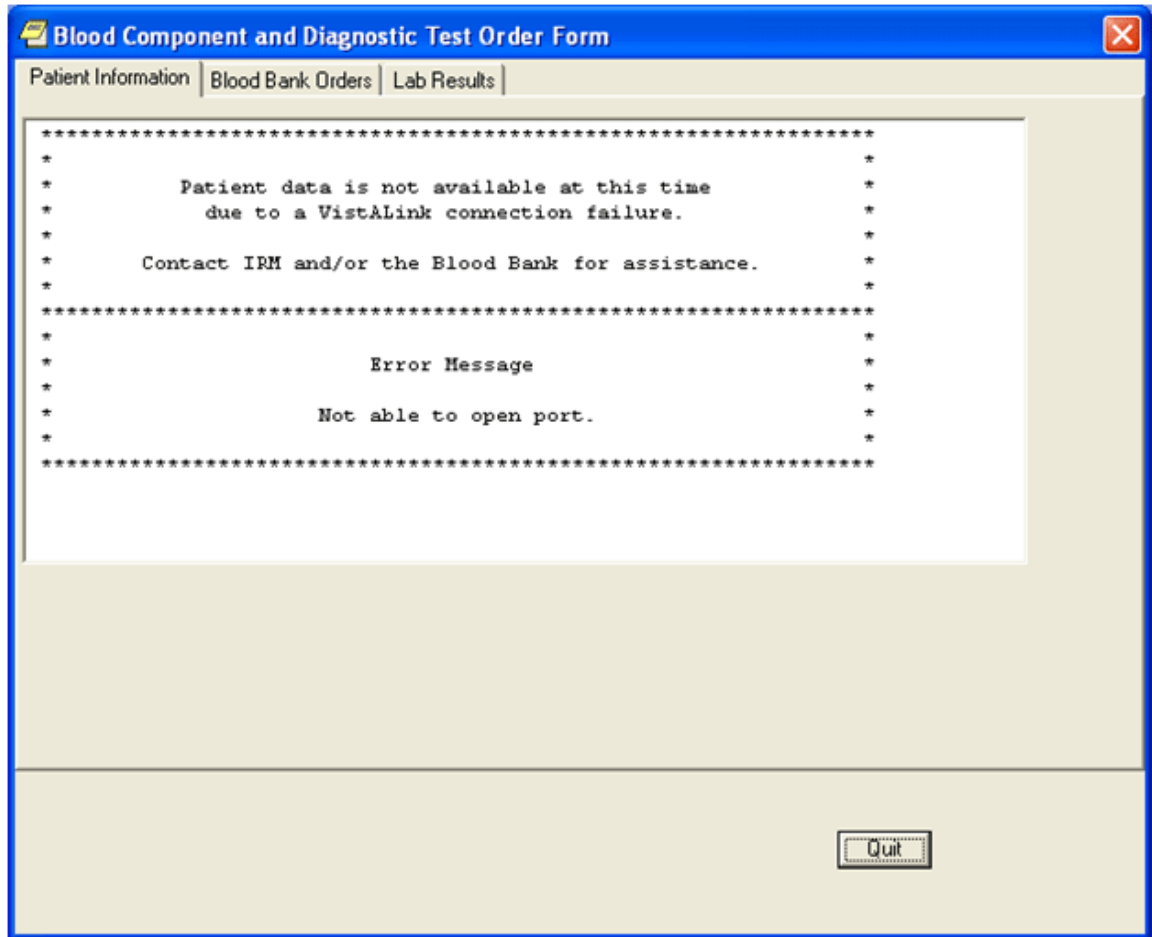 Blood Component and Diagnostic Test Order Form
Patient Information Blood Bank Orders Lab Results
******************************************************************
* *
* Patient data is not available at this time *
* due to a VistALink connection failure. *
* *
* Contact IRM and/or the Blood Bank for assistance. *
* *
******************************************************************
* *
* Error Message *
* *
* Not able to open port. *
* *
******************************************************************
Quit